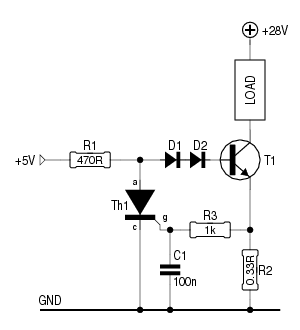 +28V
LOAD
R1
D1 D2
+5V
470R
T1
a
Th1
g
R3
c
1k
C1
100n
0.33R
R2
GND